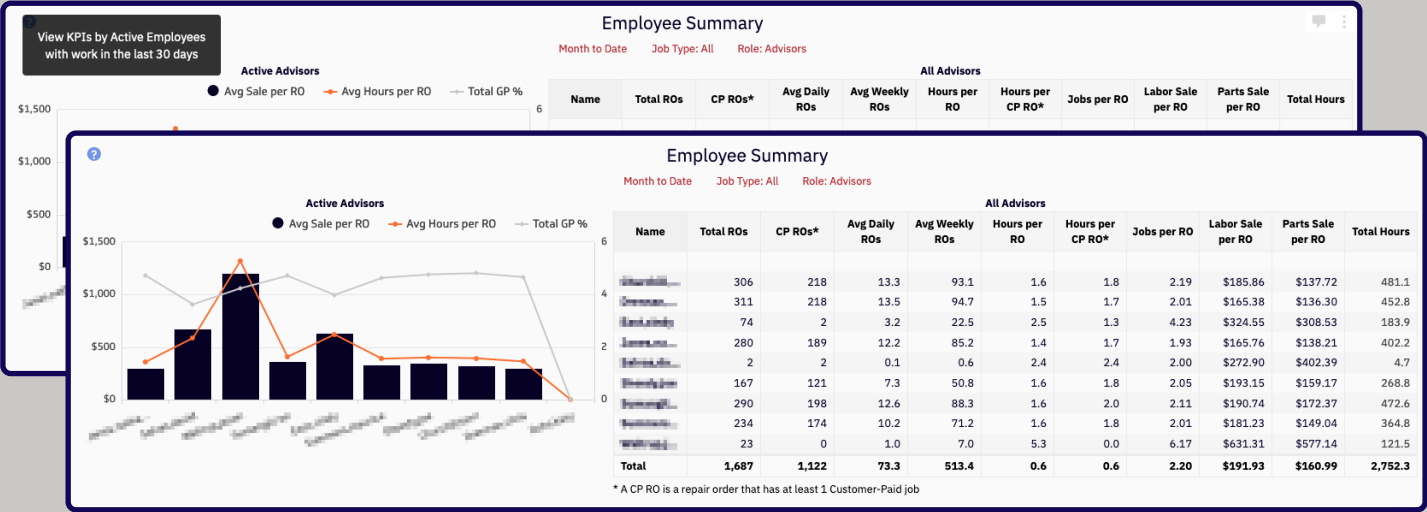 View KPIs by Active Employees
with work in the last 30 days
Employee Summary
Month to Date Job Type: All Role: Advisors
Active Advisors
Avg Sale per RO Avg Hours per RO Total GP %
$1,500
$1,000
$500
$0
6
All Advisors
Name Total ROs CP ROs* Avg Daily ROs Avg Weekly ROs Hours per RO Hours per CP RO* Jobs per RO Labor Sale per RO Parts Sale per RO Total Hours
?
Employee Summary
Month to Date Job Type: All Role: Advisors
Active Advisors
Avg Sale per RO Avg Hours per RO Total GP %
$1,500
$1,000
$500
$0
6
4
2
0
All Advisors
Name Total ROs CP ROs* Avg Daily ROs Avg Weekly ROs Hours per RO Hours per CP RO* Jobs per RO Labor Sale per RO Parts Sale per RO Total Hours
306 218 13.3 93.1 1.6 1.8 2.19 $185.86 $137.72 481.1
311 218 13.5 94.7 1.5 1.7 2.01 $165.38 $136.30 452.8
74 2 3.2 22.5 2.5 1.3 4.23 $324.55 $308.53 183.9
280 189 12.2 85.2 1.4 1.7 1.93 $165.76 $138.21 402.2
2 2 0.1 0.6 2.4 2.4 2.00 $272.90 $402.39 4.7
167 121 7.3 50.8 1.6 1.8 2.05 $193.15 $159.17 268.8
290 198 12.6 88.3 1.6 2.0 2.11 $190.74 $172.37 472.6
234 174 10.2 71.2 1.6 1.8 2.01 $181.23 $149.04 364.8
23 0 1.0 7.0 5.3 0.0 6.17 $631.31 $577.14 121.5
Total 1,687 1,122 73.3 513.4 0.6 0.6 2.20 $191.93 $160.99 2,752.3
* A CP RO is a repair order that has at least 1 Customer-Paid job